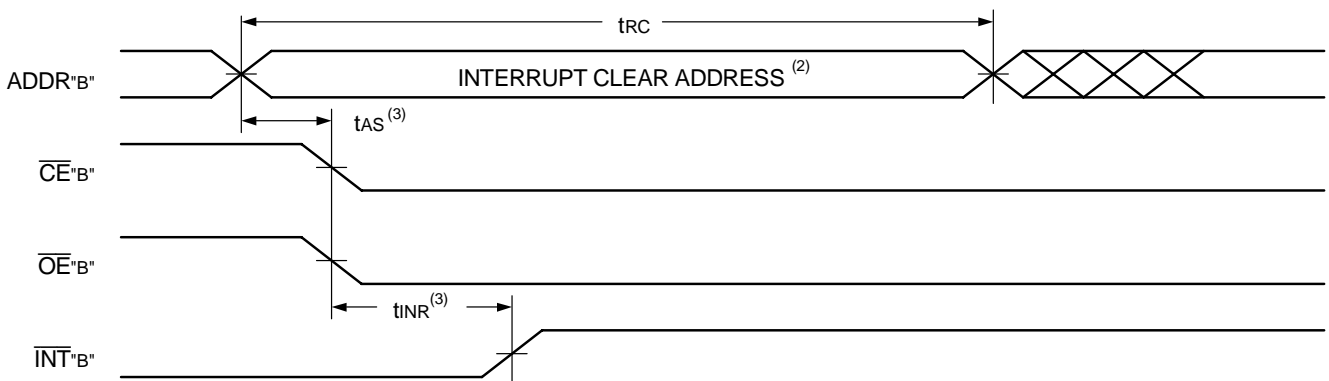 tRC
ADDR"B"
INTERRUPT CLEAR ADDRESS (2)
tAS(3)
CE"B"
OE"B"
tINR(3)
INT"B"